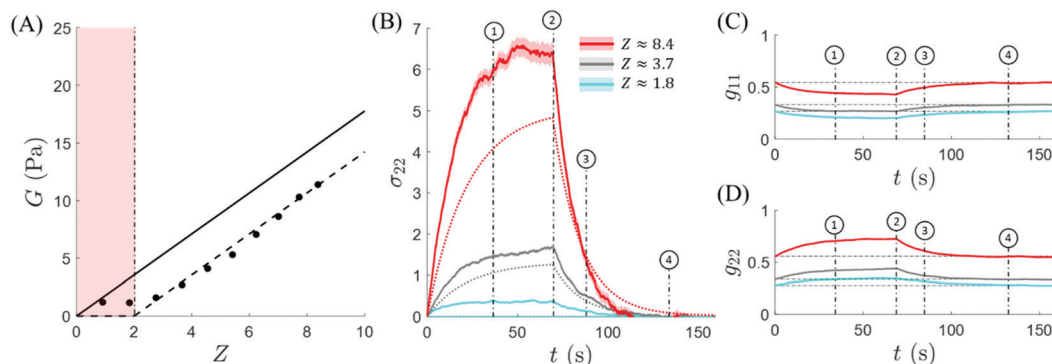 (A)
25
20
15
10
5
0
G (Pa)
0 2 4 6 8 10
Z
(B)
7
6
5
4
3
2
1
0
σ₂₂
① ② ③ ④
Z ≈ 8.4
Z ≈ 3.7
Z ≈ 1.8
0 50 100 150
t (s)
(C)
1
0.5
0
g₁₁
① ② ③ ④
0 50 100 150
t (s)
(D)
1
0.5
0
g₂₂
① ② ③ ④
0 50 100 150
t (s)